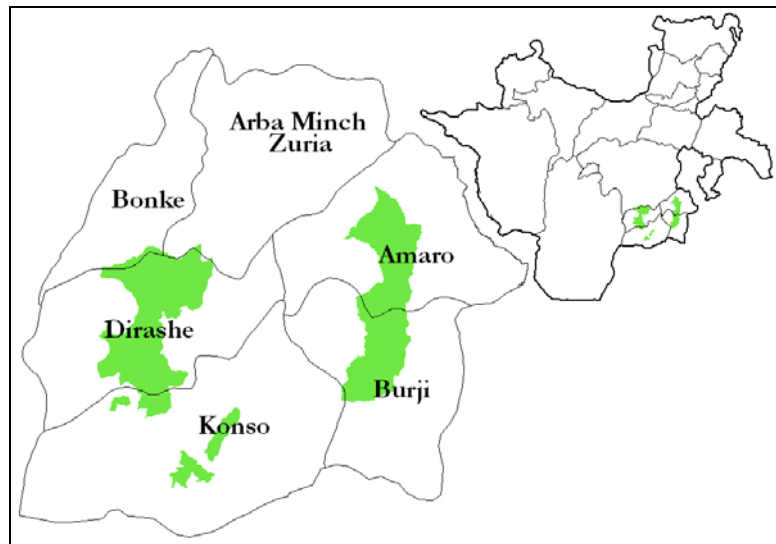 Arba Minch
Zuria
Bonke
Amaro
Dirashe
Burji
Konso